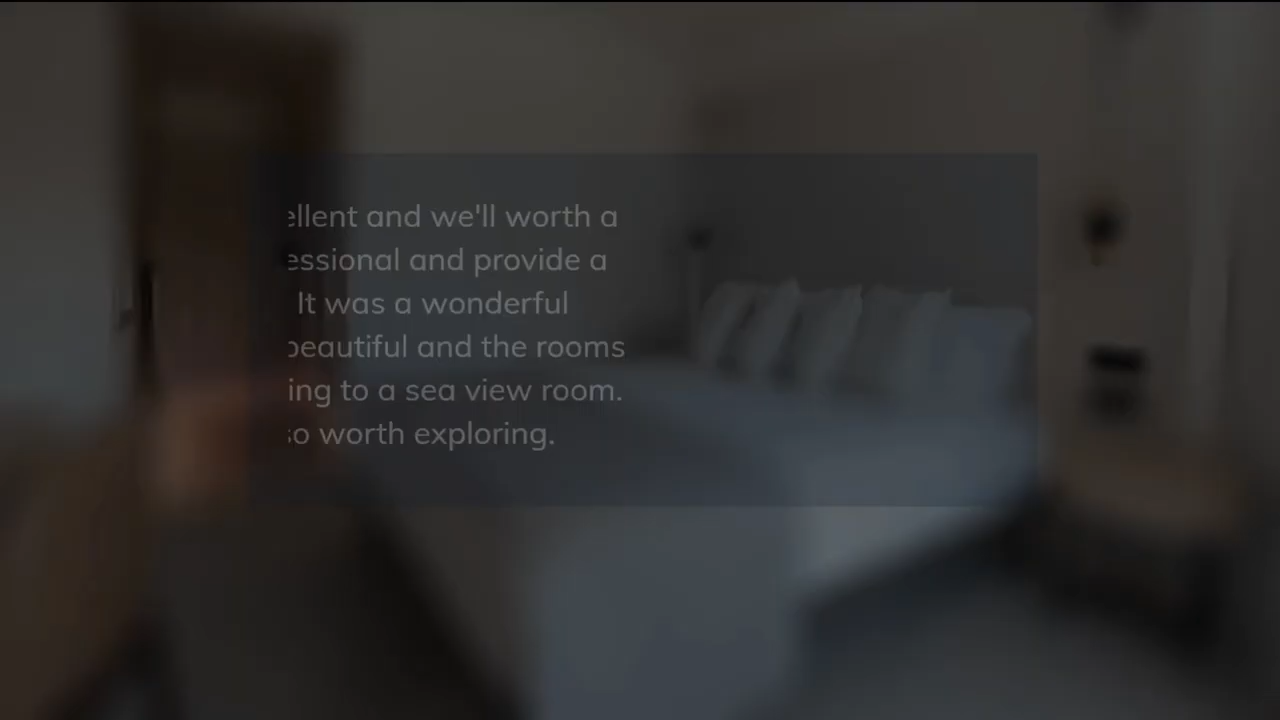 ellent and we'll worth a
essional and provide a
It was a wonderful
beautiful and the rooms
ing to a sea view room.
so worth exploring.